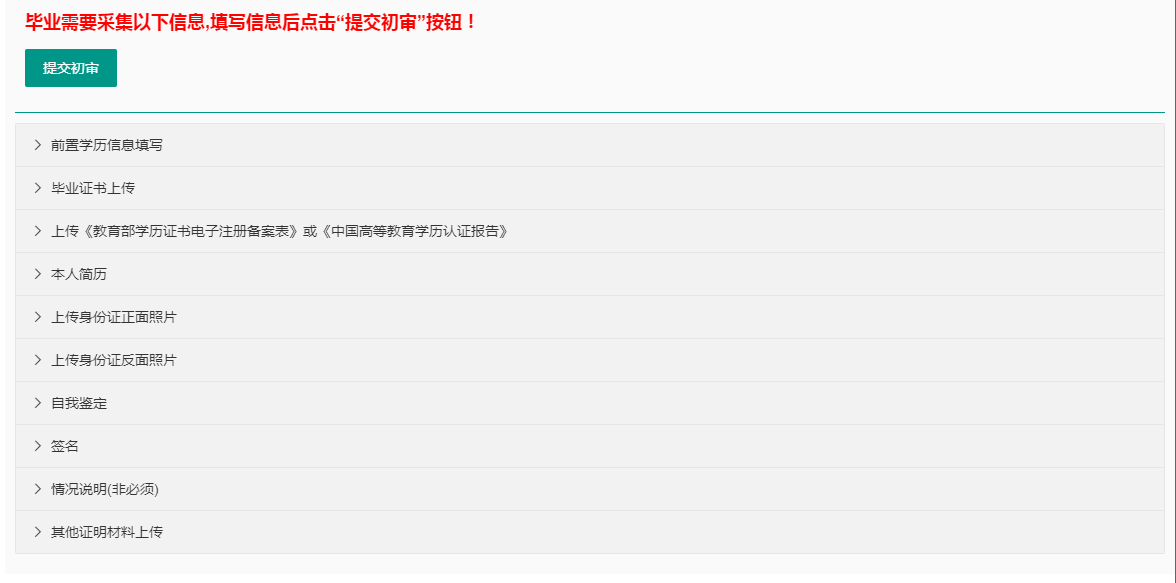 毕业需要采集以下信息,填写信息后点击“提交初审”按钮！
提交初审
前置学历信息填写
毕业证书上传
上传《教育部学历证书电子注册备案表》或《中国高等教育学历认证报告》
本人简历
上传身份证正面照片
上传身份证反面照片
自我鉴定
签名
情况说明(非必须)
其他证明材料上传